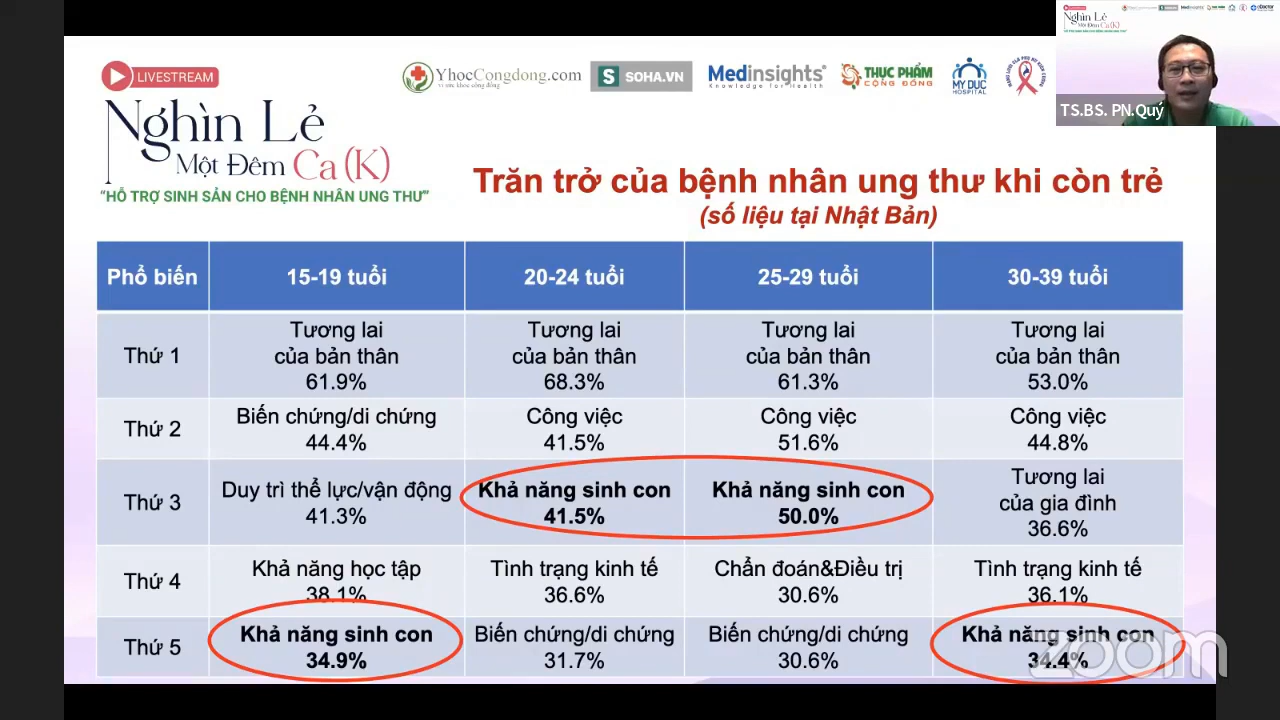 LIVESTREAM
Nghìn Lẻ
Một Đêm Ca (K)
"HỖ TRỢ SINH SẢN CHO BỆNH NHÂN UNG THƯ"
YhocCongdong.com
Vì sức khỏe cộng đồng
S SOHA.VN
Medinsights
Knowledge for Health
THỰC PHẨM
CỘNG ĐỒNG
MY DUC
HOSPITAL
TS.BS. PN.Quý
Trăn trở của bệnh nhân ung thư khi còn trẻ
(số liệu tại Nhật Bản)
Phổ biến 15-19 tuổi 20-24 tuổi 25-29 tuổi 30-39 tuổi
Thứ 1
Tương lai
của bản thân
61.9%
Tương lai
của bản thân
68.3%
Tương lai
của bản thân
61.3%
Tương lai
của bản thân
53.0%
Thứ 2
Biến chứng/di chứng
44.4%
Công việc
41.5%
Công việc
51.6%
Công việc
44.8%
Thứ 3
Duy trì thể lực/vận động
41.3%
Khả năng sinh con
41.5%
Khả năng sinh con
50.0%
Tương lai
của gia đình
36.6%
Thứ 4
Khả năng học tập
38.1%
Tình trạng kinh tế
36.6%
Chẩn đoán&Điều trị
30.6%
Tình trạng kinh tế
36.1%
Thứ 5
Khả năng sinh con
34.9%
Biến chứng/di chứng
31.7%
Biến chứng/di chứng
30.6%
Khả năng sinh con
34.4%
zoom